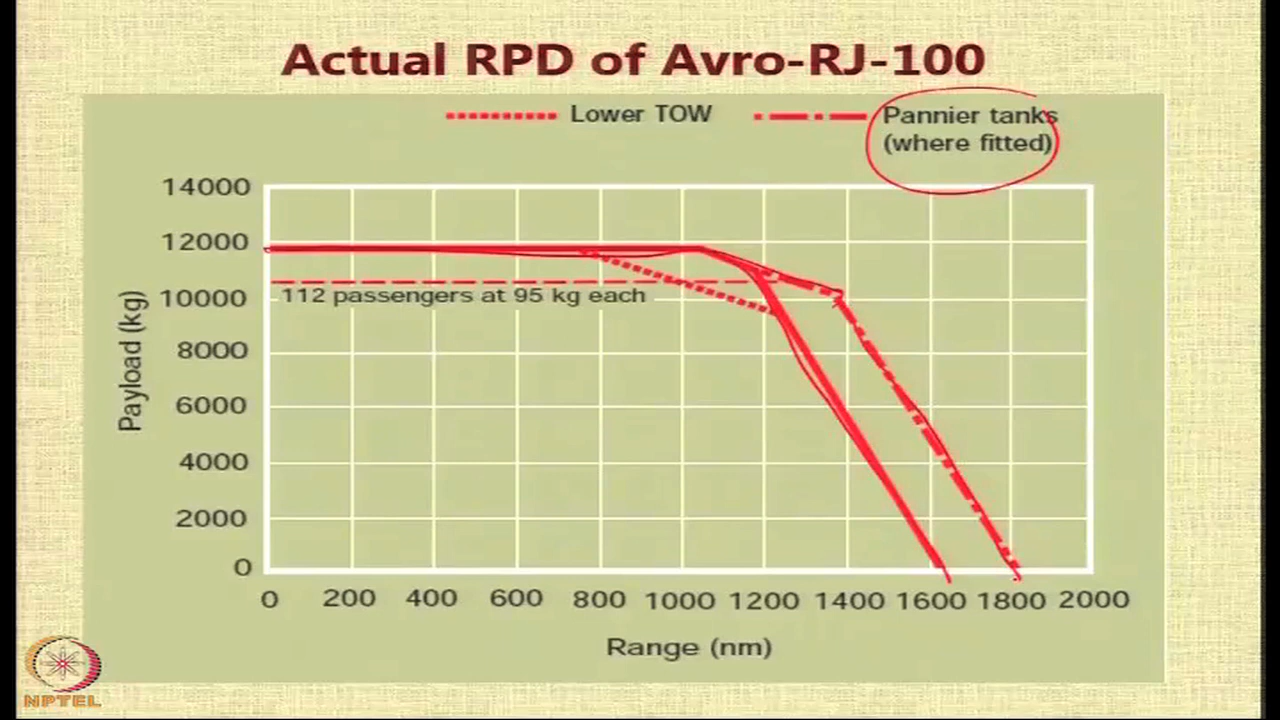 Actual RPD of Avro-RJ-100
Lower TOW
Pannier tanks
(where fitted)
14000
12000
112 passengers at 95 kg each
10000
8000
6000
4000
2000
0
Payload (kg)
0 200 400 600 800 1000 1200 1400 1600 1800 2000
Range (nm)
NPTEL